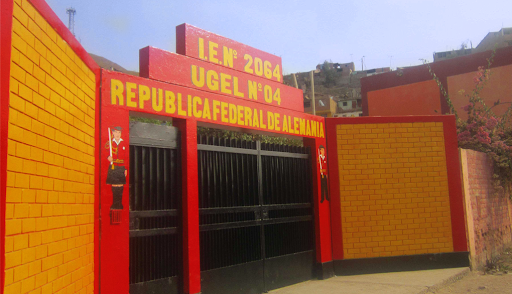 I.E.Nº 2064
UGEL Nº 04
REPUBLICA FEDERAL DE ALEMANIA